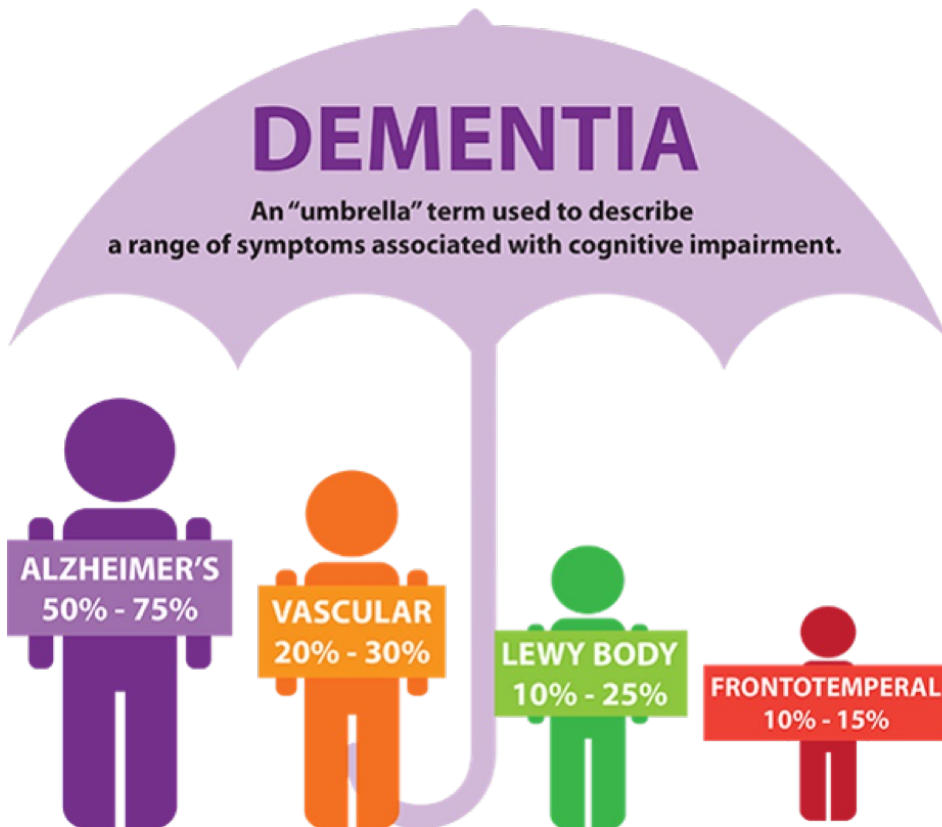 DEMENTIA
An “umbrella” term used to describe
a range of symptoms associated with cognitive impairment.
ALZHEIMER’S
50% - 75%
VASCULAR
20% - 30%
LEWY BODY
10% - 25%
FRONTOTEMPERAL
10% - 15%